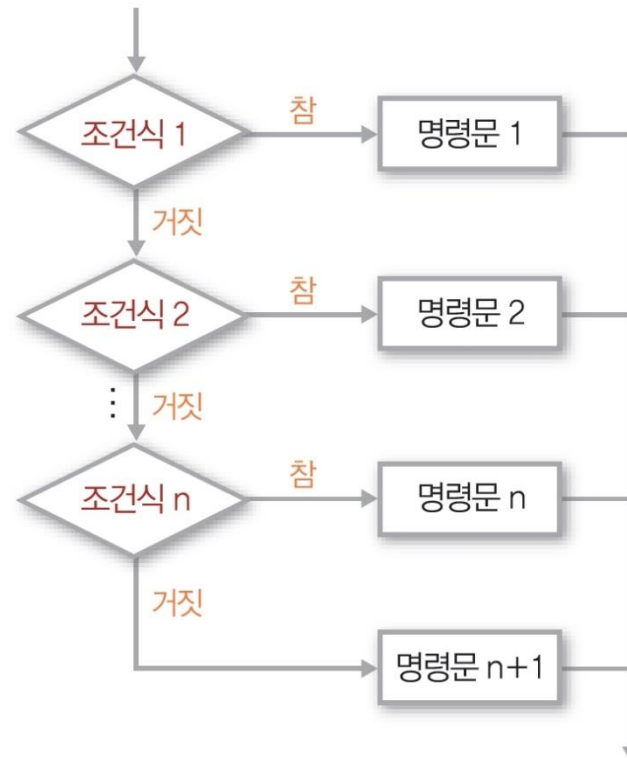 조건식 1
참
명령문 1
거짓
조건식 2
참
명령문 2
⋮
거짓
조건식 n
참
명령문 n
거짓
명령문 n+1